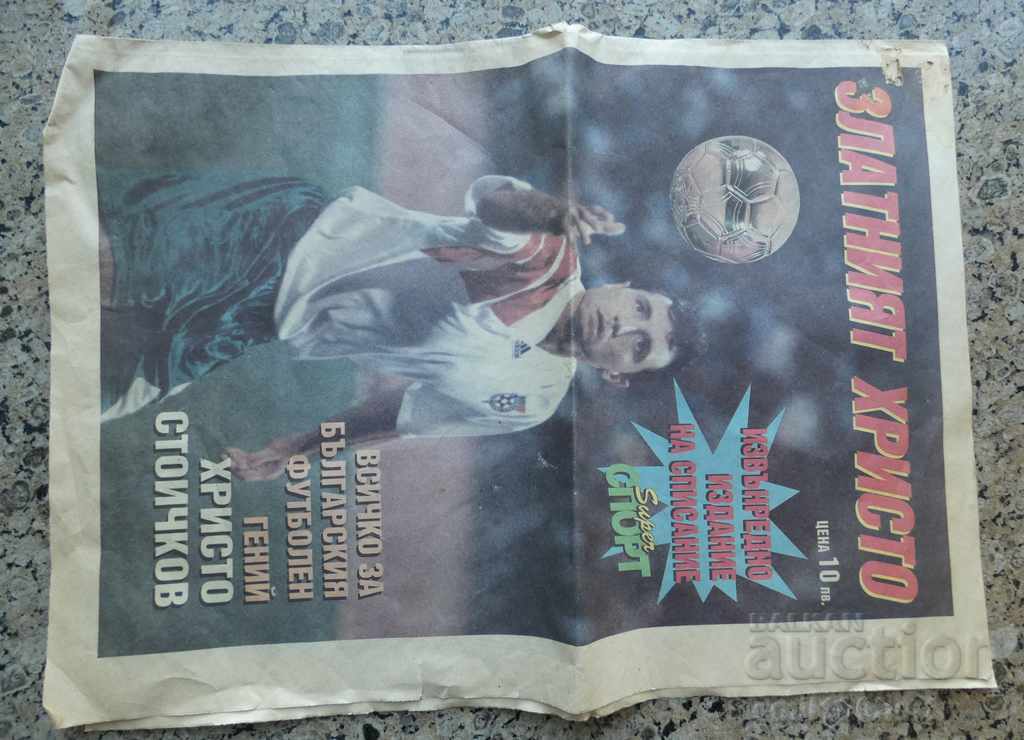 ЗЛАТНИЯТ ХРИСТО
ЦЕНА 10 лв.
ИЗВЪНРЕДНО
ИЗДАНИЕ
НА СПИСАНИЕ
Super
СПОРТ
ВСИЧКО ЗА
БЪЛГАРСКИЯ
ФУТБОЛЕН
ГЕНИЙ
ХРИСТО
СТОИЧКОВ
BALKAN
auction